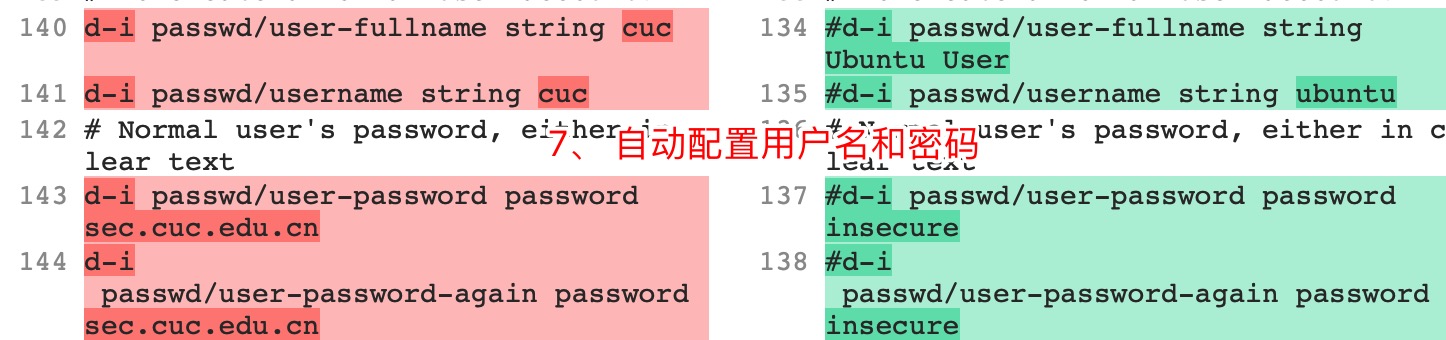 140 d-i passwd/user-fullname string cuc
141 d-i passwd/username string cuc
142 # Normal user's password, either in
lear text
143 d-i passwd/user-password password
sec.cuc.edu.cn
144 d-i
passwd/user-password-again password
sec.cuc.edu.cn
7、 自动配置用户名和密码
134 #d-i passwd/user-fullname string
Ubuntu User
135 #d-i passwd/username string ubuntu
136 # Normal user's password, either in c
lear text
137 #d-i passwd/user-password password
insecure
138 #d-i
passwd/user-password-again password
insecure